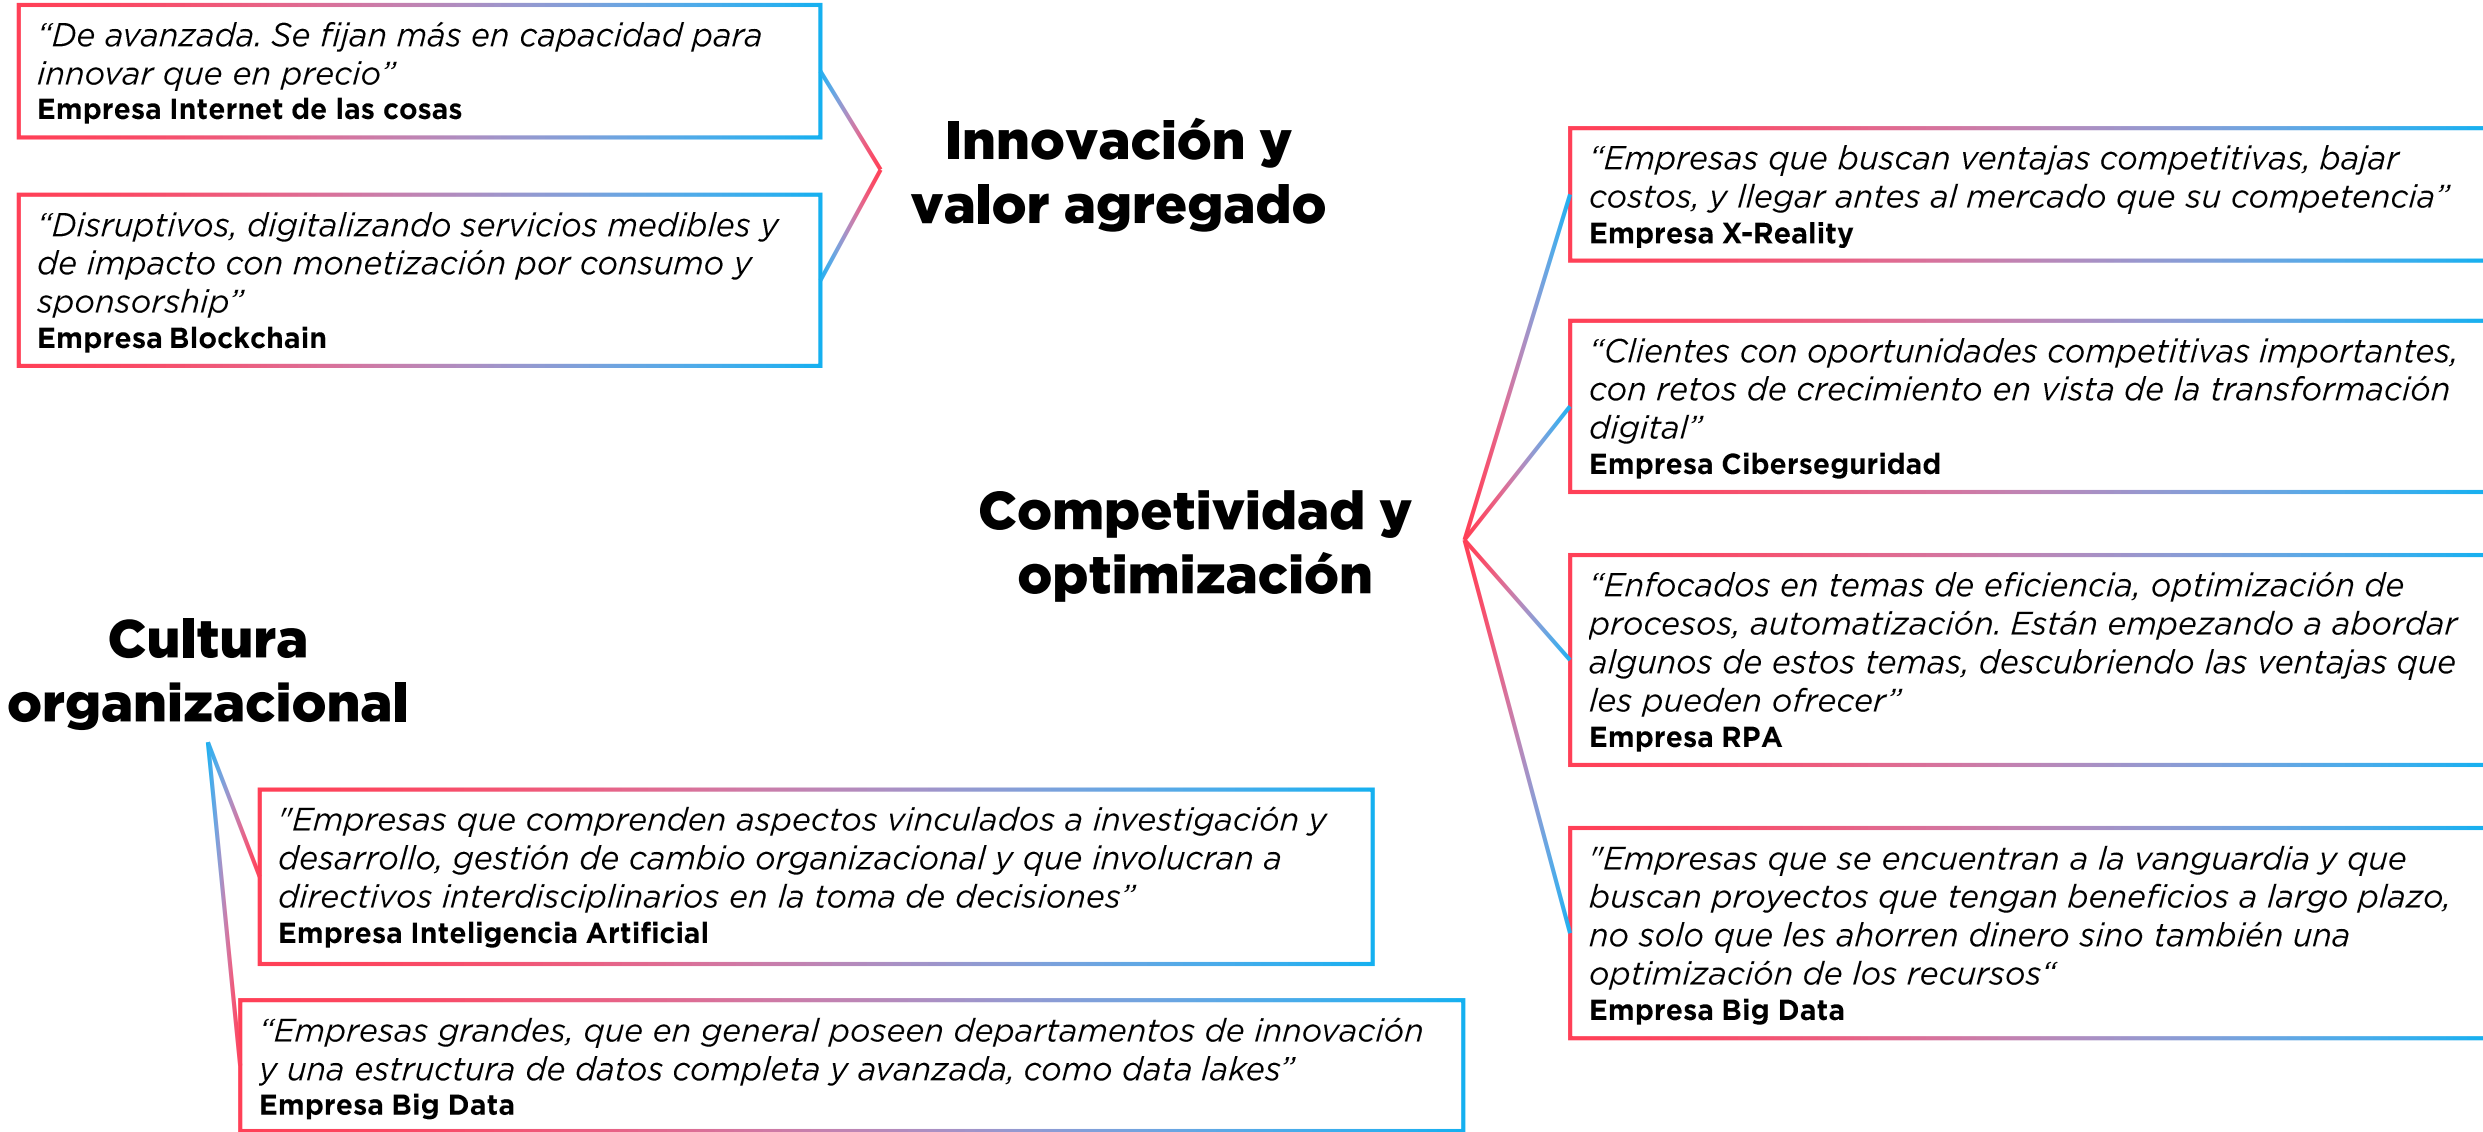 “De avanzada. Se fijan más en capacidad para
innovar que en precio”
Empresa Internet de las cosas
“Disruptivos, digitalizando servicios medibles y
de impacto con monetización por consumo y
sponsorship”
Empresa Blockchain
Innovación y
valor agregado
“Empresas que buscan ventajas competitivas, bajar
costos, y llegar antes al mercado que su competencia”
Empresa X-Reality
“Clientes con oportunidades competitivas importantes,
con retos de crecimiento en vista de la transformación
digital”
Empresa Ciberseguridad
Competividad y
optimización
“Enfocados en temas de eficiencia, optimización de
procesos, automatización. Están empezando a abordar
algunos de estos temas, descubriendo las ventajas que
les pueden ofrecer”
Empresa RPA
"Empresas que se encuentran a la vanguardia y que
buscan proyectos que tengan beneficios a largo plazo,
no solo que les ahorren dinero sino también una
optimización de los recursos“
Empresa Big Data
Cultura
organizacional
"Empresas que comprenden aspectos vinculados a investigación y
desarrollo, gestión de cambio organizacional y que involucran a
directivos interdisciplinarios en la toma de decisiones”
Empresa Inteligencia Artificial
“Empresas grandes, que en general poseen departamentos de innovación
y una estructura de datos completa y avanzada, como data lakes”
Empresa Big Data